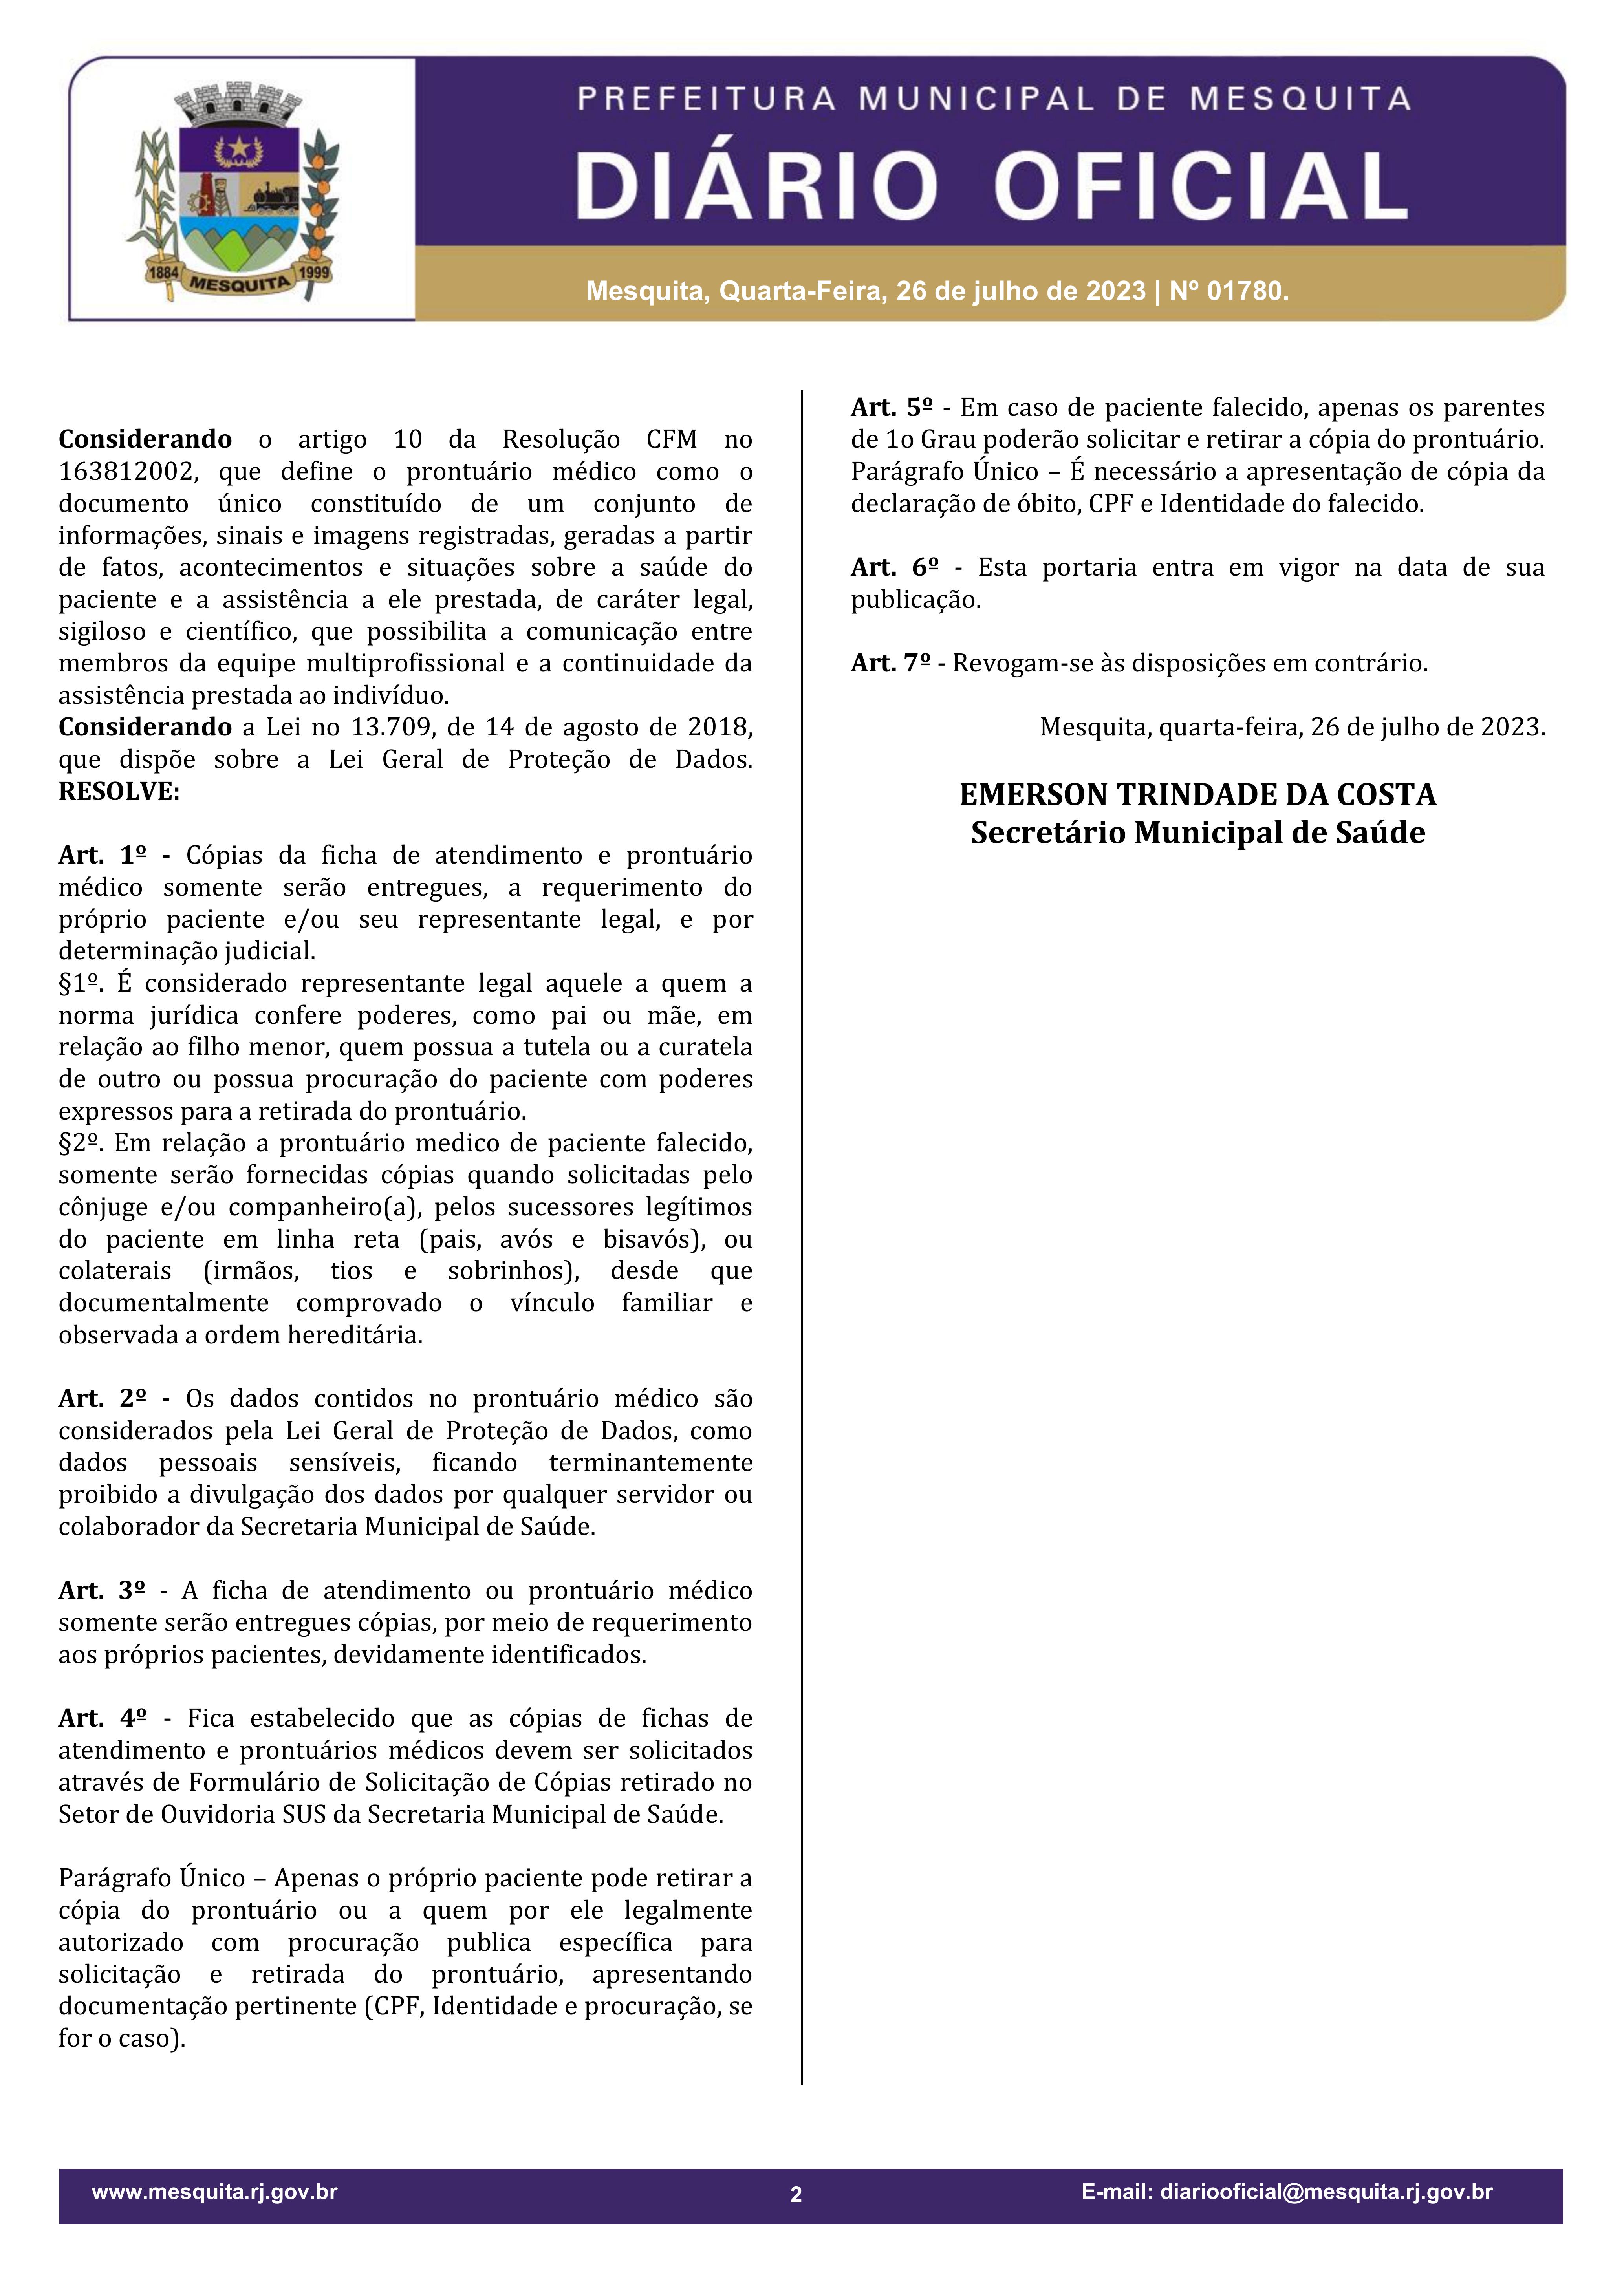 PREFEITURA MUNICIPAL DE MESQUITA
DIÁRIO OFICIAL
1884 MESQUITA 1999
Mesquita, Quarta-Feira, 26 de julho de 2023 | Nº 01780.
Considerando o artigo 10 da Resolução CFM no
163812002, que define o prontuário médico como o
documento único constituído de um conjunto de
informações, sinais e imagens registradas, geradas a partir
de fatos, acontecimentos e situações sobre a saúde do
paciente e a assistência a ele prestada, de caráter legal,
sigiloso e científico, que possibilita a comunicação entre
membros da equipe multiprofissional e a continuidade da
assistência prestada ao indivíduo.
Considerando a Lei no 13.709, de 14 de agosto de 2018,
que dispõe sobre a Lei Geral de Proteção de Dados.
RESOLVE:
Art. 1º - Cópias da ficha de atendimento e prontuário
médico somente serão entregues, a requerimento do
próprio paciente e/ou seu representante legal, e por
determinação judicial.
§1º. É considerado representante legal aquele a quem a
norma jurídica confere poderes, como pai ou mãe, em
relação ao filho menor, quem possua a tutela ou a curatela
de outro ou possua procuração do paciente com poderes
expressos para a retirada do prontuário.
§2º. Em relação a prontuário medico de paciente falecido,
somente serão fornecidas cópias quando solicitadas pelo
cônjuge e/ou companheiro(a), pelos sucessores legítimos
do paciente em linha reta (pais, avós e bisavós), ou
colaterais (irmãos, tios e sobrinhos), desde que
documentalmente comprovado o vínculo familiar e
observada a ordem hereditária.
Art. 2º - Os dados contidos no prontuário médico são
considerados pela Lei Geral de Proteção de Dados, como
dados pessoais sensíveis, ficando terminantemente
proibido a divulgação dos dados por qualquer servidor ou
colaborador da Secretaria Municipal de Saúde.
Art. 3º - A ficha de atendimento ou prontuário médico
somente serão entregues cópias, por meio de requerimento
aos próprios pacientes, devidamente identificados.
Art. 4º - Fica estabelecido que as cópias de fichas de
atendimento e prontuários médicos devem ser solicitados
através de Formulário de Solicitação de Cópias retirado no
Setor de Ouvidoria SUS da Secretaria Municipal de Saúde.
Parágrafo Único – Apenas o próprio paciente pode retirar a
cópia do prontuário ou a quem por ele legalmente
autorizado com procuração publica específica para
solicitação e retirada do prontuário, apresentando
documentação pertinente (CPF, Identidade e procuração, se
for o caso).
Art. 5º - Em caso de paciente falecido, apenas os parentes
de 1o Grau poderão solicitar e retirar a cópia do prontuário.
Parágrafo Único – É necessário a apresentação de cópia da
declaração de óbito, CPF e Identidade do falecido.
Art. 6º - Esta portaria entra em vigor na data de sua
publicação.
Art. 7º - Revogam-se às disposições em contrário.
Mesquita, quarta-feira, 26 de julho de 2023.
EMERSON TRINDADE DA COSTA
Secretário Municipal de Saúde
www.mesquita.rj.gov.br
2
E-mail: diariooficial@mesquita.rj.gov.br